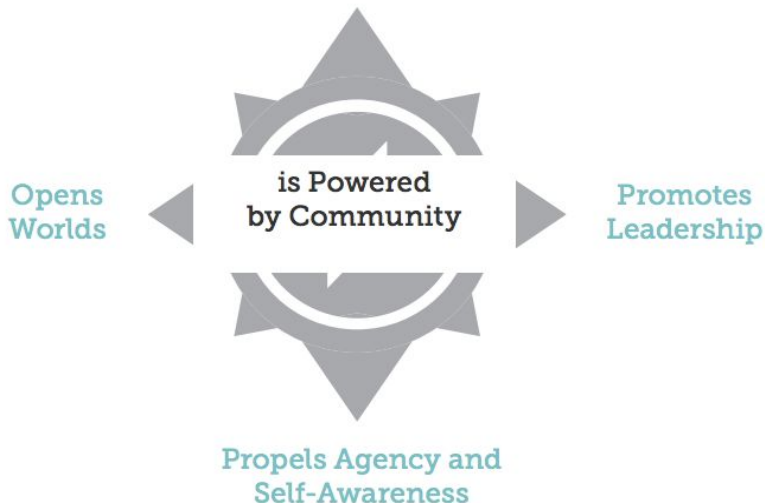 is Powered
by Community
Opens
Worlds
Promotes
Leadership
Propels Agency and
Self-Awareness